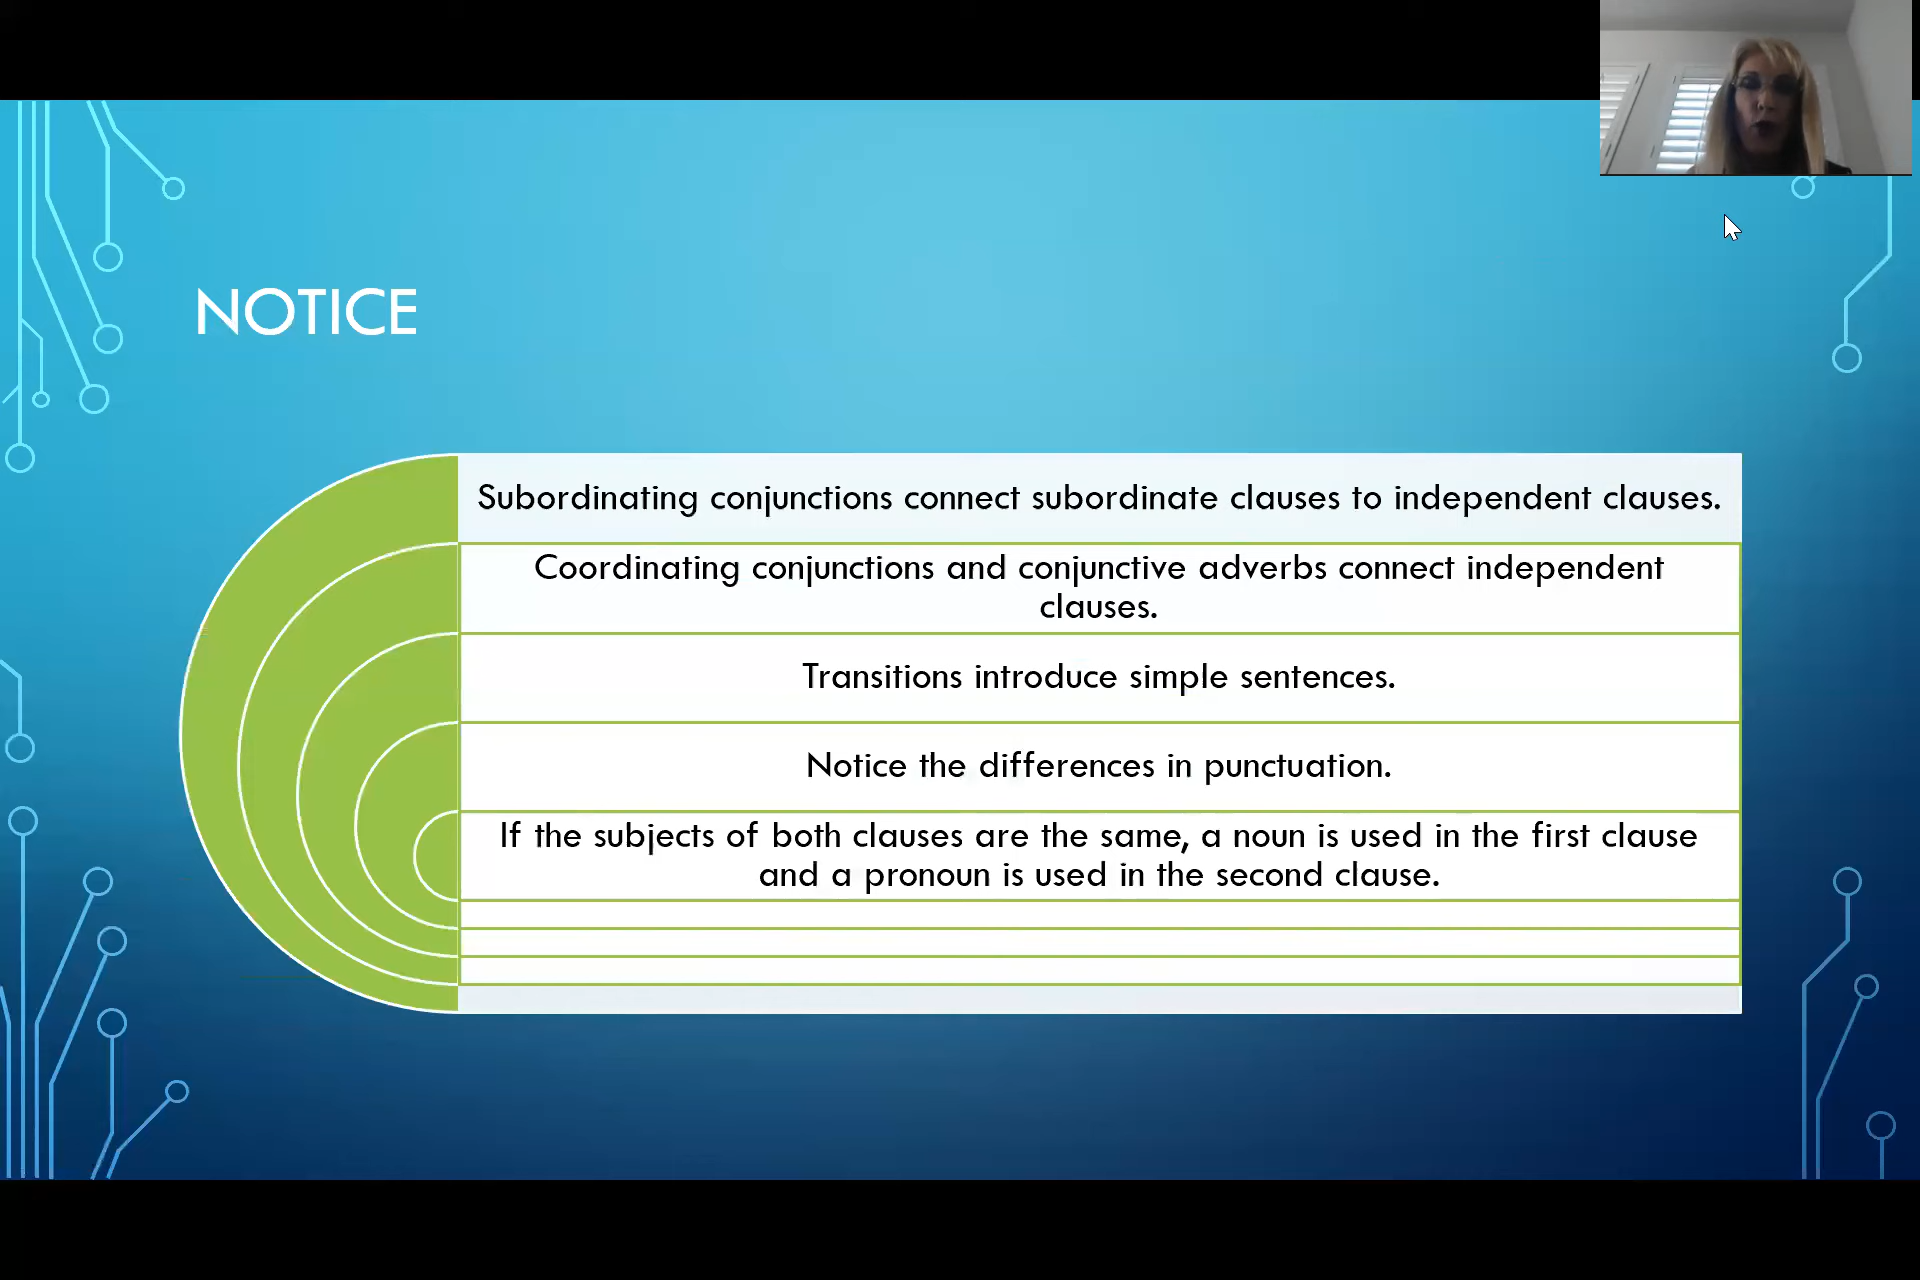 NOTICE
Subordinating conjunctions connect subordinate clauses to independent clauses.
Coordinating conjunctions and conjunctive adverbs connect independent
clauses.
Transitions introduce simple sentences.
Notice the differences in punctuation.
If the subjects of both clauses are the same, a noun is used in the first clause
and a pronoun is used in the second clause.